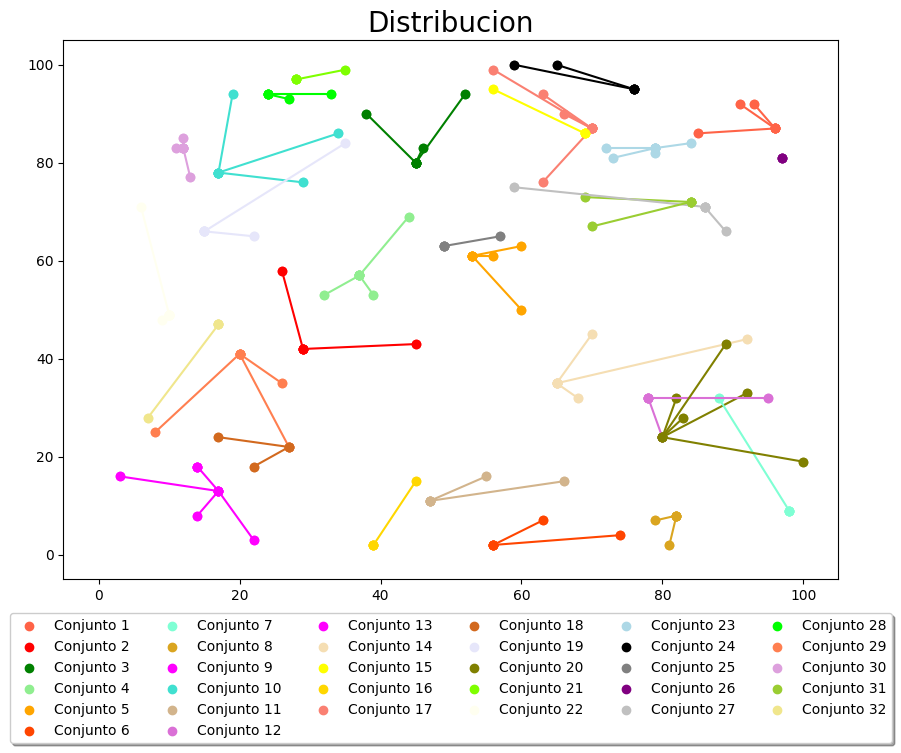 Distribucion
100
80
60
40
20
0
0 20 40 60 80 100
Conjunto 1 Conjunto 7 Conjunto 13 Conjunto 18 Conjunto 23 Conjunto 28
Conjunto 2 Conjunto 8 Conjunto 14 Conjunto 19 Conjunto 24 Conjunto 29
Conjunto 3 Conjunto 9 Conjunto 15 Conjunto 20 Conjunto 25 Conjunto 30
Conjunto 4 Conjunto 10 Conjunto 16 Conjunto 21 Conjunto 26 Conjunto 31
Conjunto 5 Conjunto 11 Conjunto 17 Conjunto 22 Conjunto 27 Conjunto 32
Conjunto 6 Conjunto 12